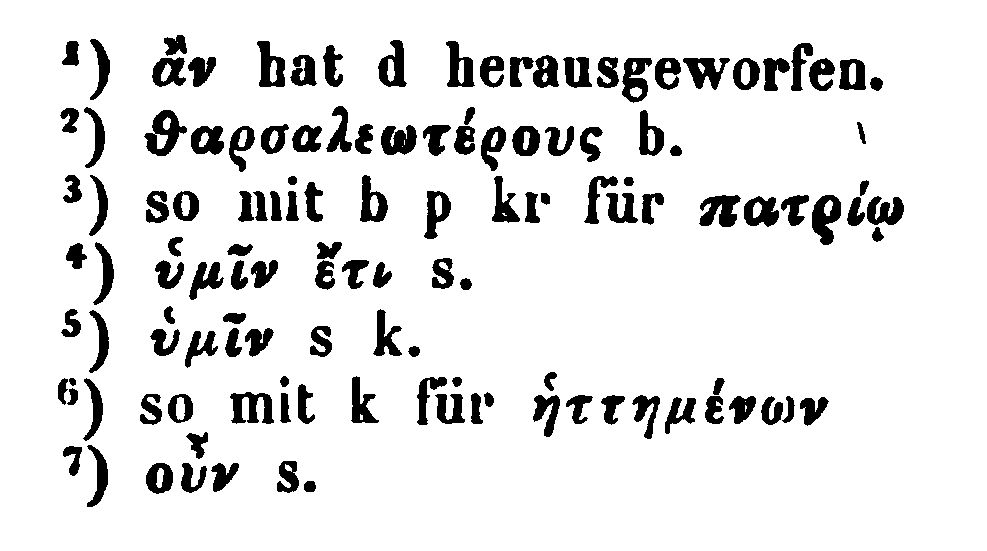 ¹) ἂν hat d herausgeworfen.
²) θαρσαλεωτέρους b.
³) so mit b p kr für πατρίῳ
⁴) ὑμῖν ἔτι s.
⁵) ὑμῖν s k.
⁶) so mit k für ἡττημένων
⁷) οὖν s.